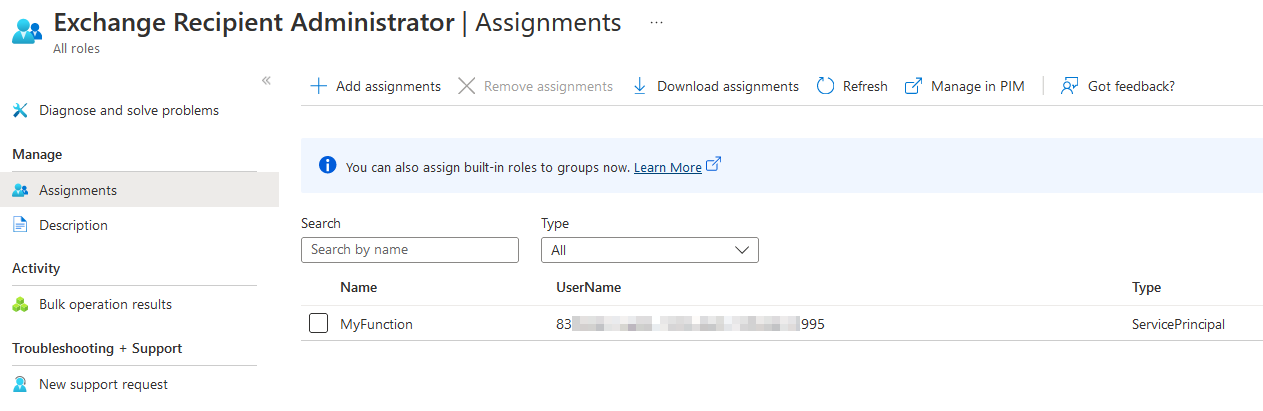 Exchange Recipient Administrator | Assignments ...
All roles
«
Diagnose and solve problems
Manage
Assignments
Description
Activity
Bulk operation results
Troubleshooting + Support
New support request
Add assignments Remove assignments Download assignments Refresh Manage in PIM Got feedback?
You can also assign built-in roles to groups now. Learn More
Search Type
Search by name All
Name UserName Type
MyFunction 83 995 ServicePrincipal